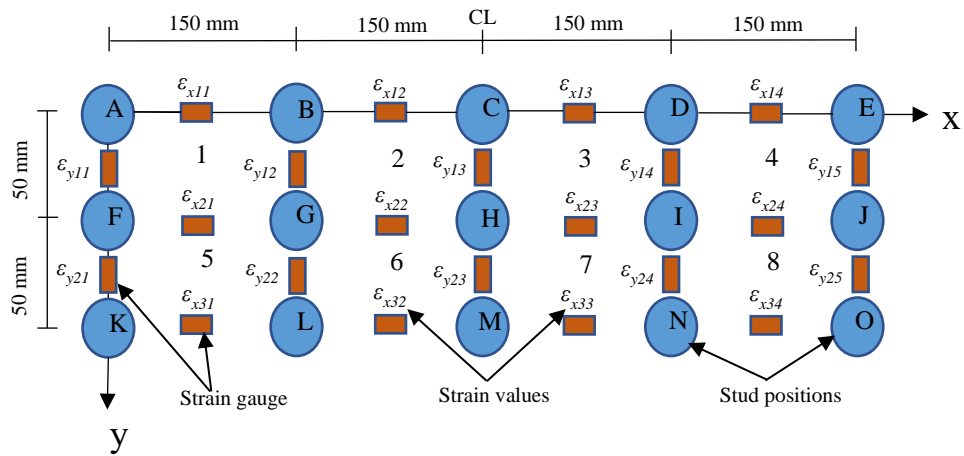 CL
150 mm 150 mm 150 mm 150 mm
εx11 εx12 εx13 εx14
A B C D E x
1 2 3 4
50 mm
εy11 εy12 εy13 εy14 εy15
εx21 εx22 εx23 εx24
F G H I J
5 6 7 8
50 mm
εy21 εy22 εy23 εy24 εy25
εx31 εx32 εx33 εx34
K L M N O
Strain gauge Strain values Stud positions
y